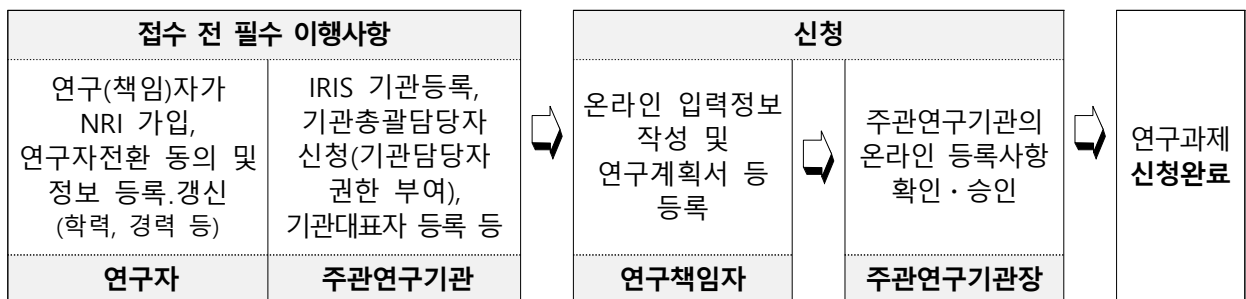 접수 전 필수 이행사항
연구(책임)자가
NRI 가입,
연구자전환 동의 및
정보 등록.갱신
(학력, 경력 등)
연구자
IRIS 기관등록,
기관총괄담당자
신청(기관담당자
권한 부여),
기관대표자 등록 등
주관연구기관
신청
온라인 입력정보
작성 및
연구계획서 등
등록
연구책임자
주관연구기관의
온라인 등록사항
확인・승인
주관연구기관장
연구과제
신청완료